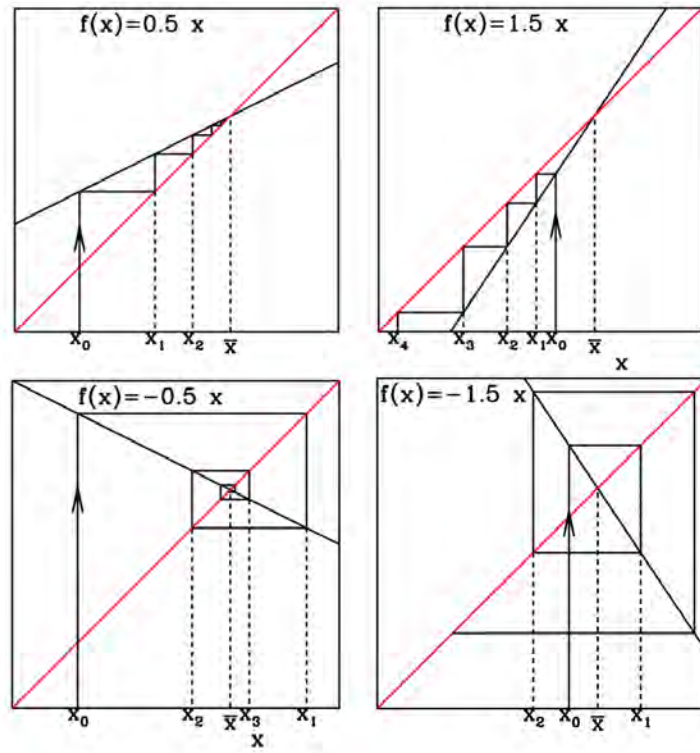 f(x)=0.5 x
x₀ x₁ x₂ x̄
f(x)=1.5 x
x₄ x₃ x₂ x₁ x₀ x̄
x
f(x)=−0.5 x
x₀ x₂ x̄ x₃ x₁
x
f(x)=−1.5 x
x₂ x₀ x̄ x₁